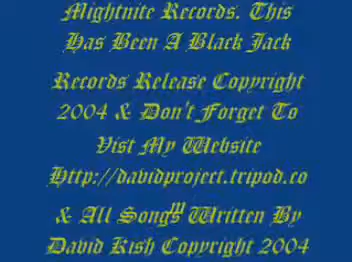 Mightnite Records. This
Has Been A Black Jack
Records Release Copyright
2004 & Don't Forget To
Vist My Website
Http://davidproject.tripod.co
m
& All Songs Written By
David Kish Copyright 2004